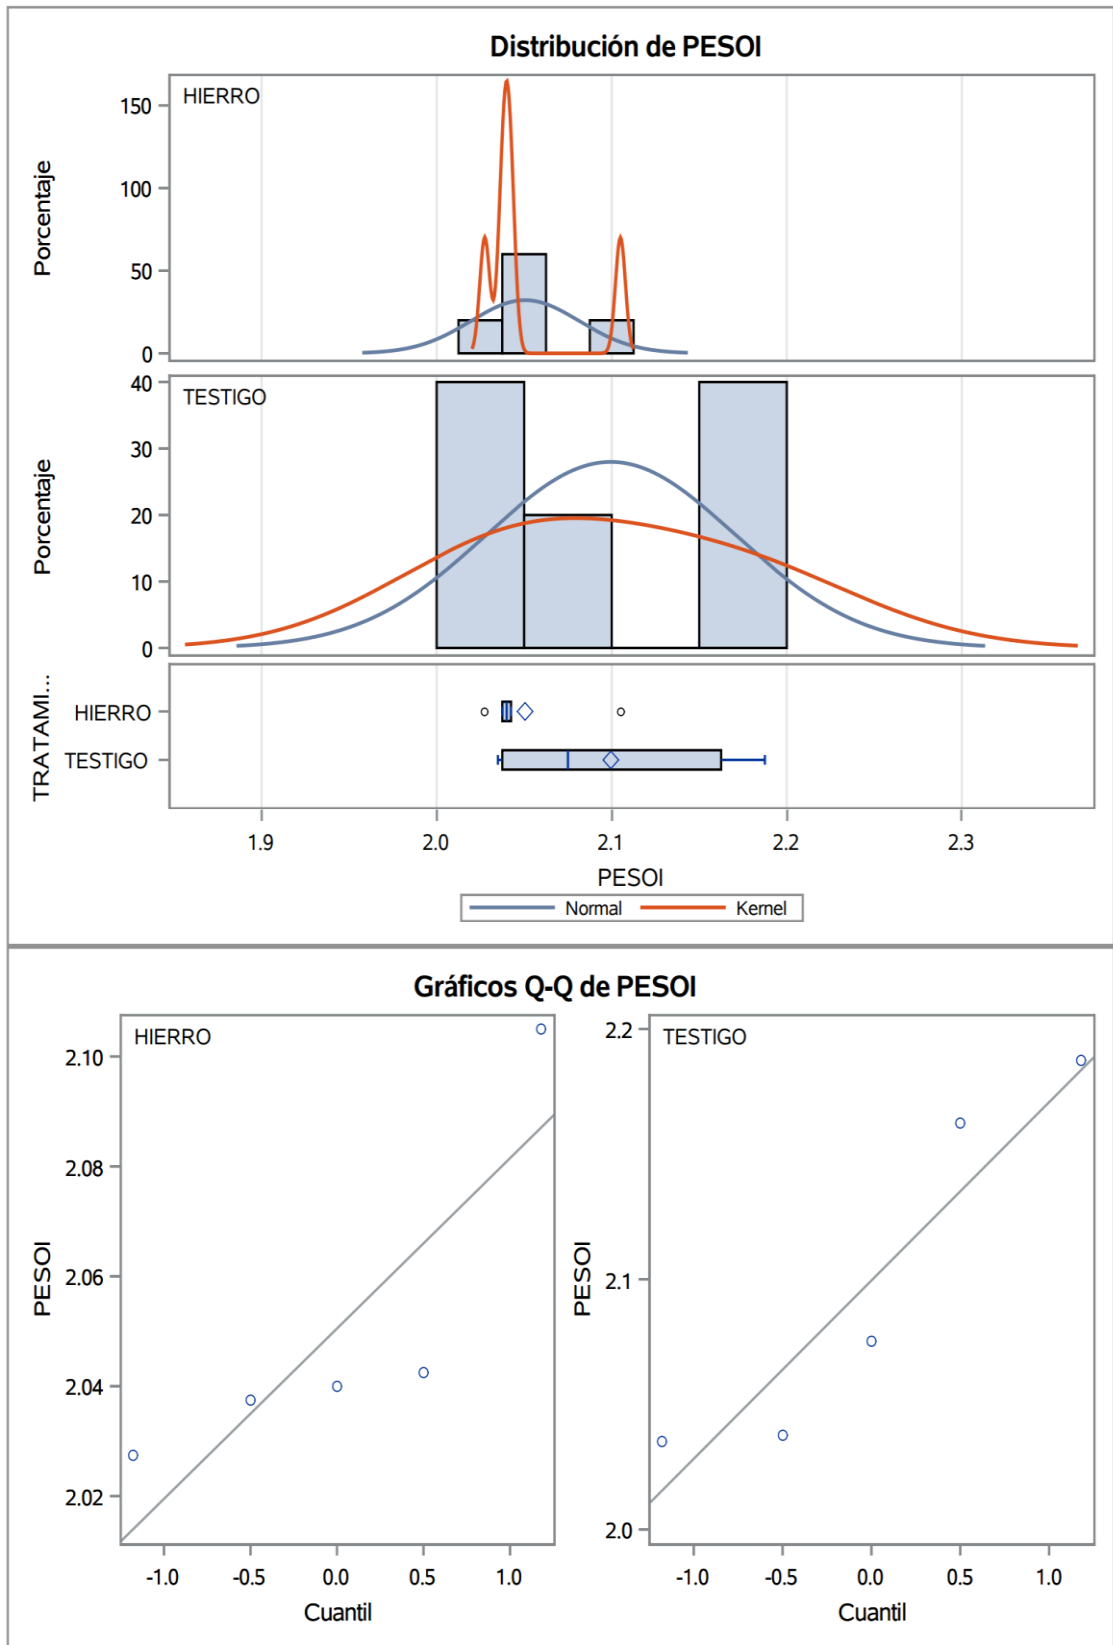 Distribución de PESOI
HIERRO
150
100
50
0
Porcentaje
TESTIGO
40
30
20
10
0
Porcentaje
TRATAMI...
HIERRO
TESTIGO
1.9 2.0 2.1 2.2 2.3
PESOI
Normal Kernel
Gráficos Q-Q de PESOI
HIERRO
2.10
2.08
2.06
2.04
2.02
PESOI
-1.0 -0.5 0.0 0.5 1.0
Cuantil
TESTIGO
2.2
2.1
2.0
PESOI
-1.0 -0.5 0.0 0.5 1.0
Cuantil